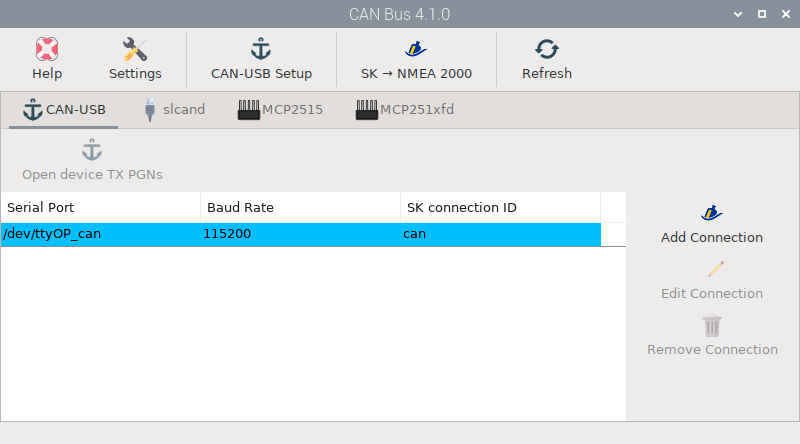 CAN Bus 4.1.0
Help
Settings
CAN-USB Setup
SK → NMEA 2000
Refresh
CAN-USB
slcand
MCP2515
MCP251xfd
Open device TX PGNs
Serial Port
Baud Rate
SK connection ID
/dev/ttyOP_can
115200
can
Add Connection
Edit Connection
Remove Connection